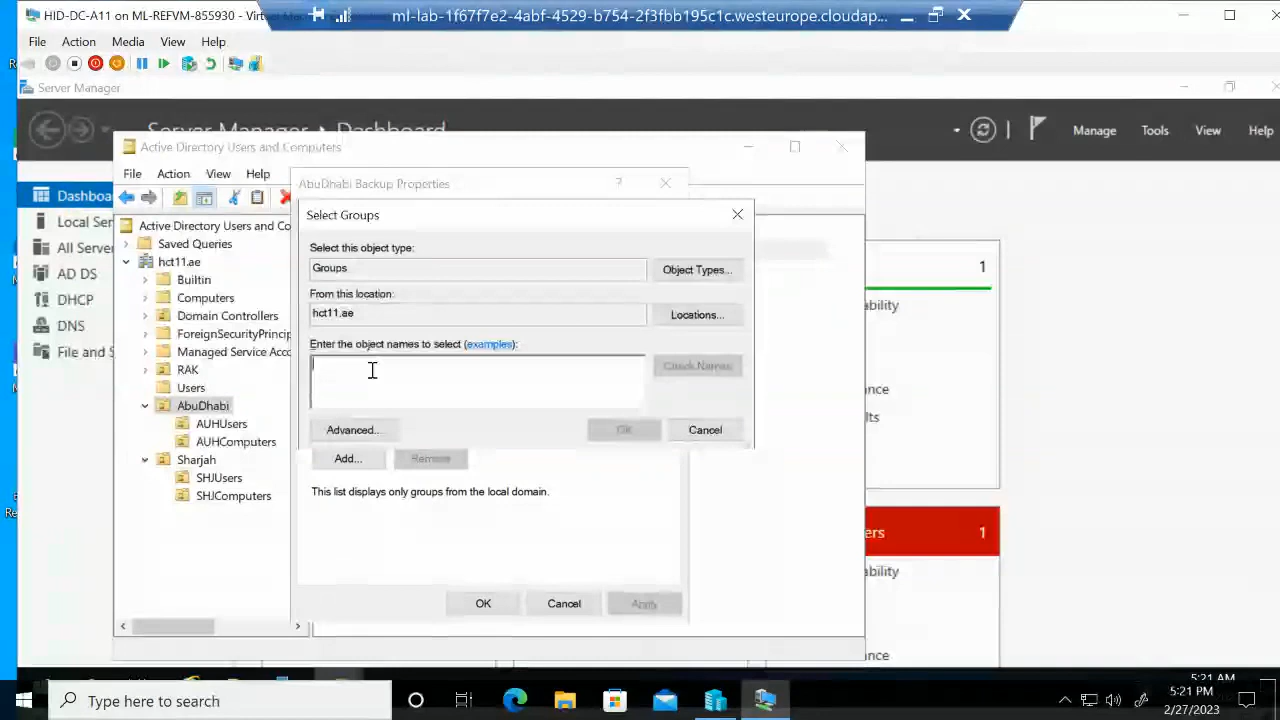 HID-DC-A11 on ML-REFVM-855930 - Virtual Ma
ml-lab-1f67f7e2-4abf-4529-b754-2f3fbb195c1c.westeurope.cloudap...
File Action Media View Help
Server Manager
Server Manager ▸ Dashboard
Manage Tools View Help
Active Directory Users and Computers
File Action View Help
AbuDhabi Backup Properties
?
Dashboa
Local Ser
All Server
AD DS
DHCP
DNS
File and S
Active Directory Users and Co
Saved Queries
hct11.ae
Builtin
Computers
Domain Controllers
ForeignSecurityPrincip
Managed Service Acco
RAK
Users
AbuDhabi
AUHUsers
AUHComputers
Sharjah
SHJUsers
SHJComputers
Select Groups
Select this object type:
Groups
Object Types...
From this location:
hct11.ae
Locations...
Enter the object names to select (examples):
Check Names
Advanced...
OK
Cancel
Add...
Remove
This list displays only groups from the local domain.
OK
Cancel
Apply
1
ability
nce
lts
ers
1
ability
nce
5:21 AM
Type here to search
5:21 PM
2/27/2023